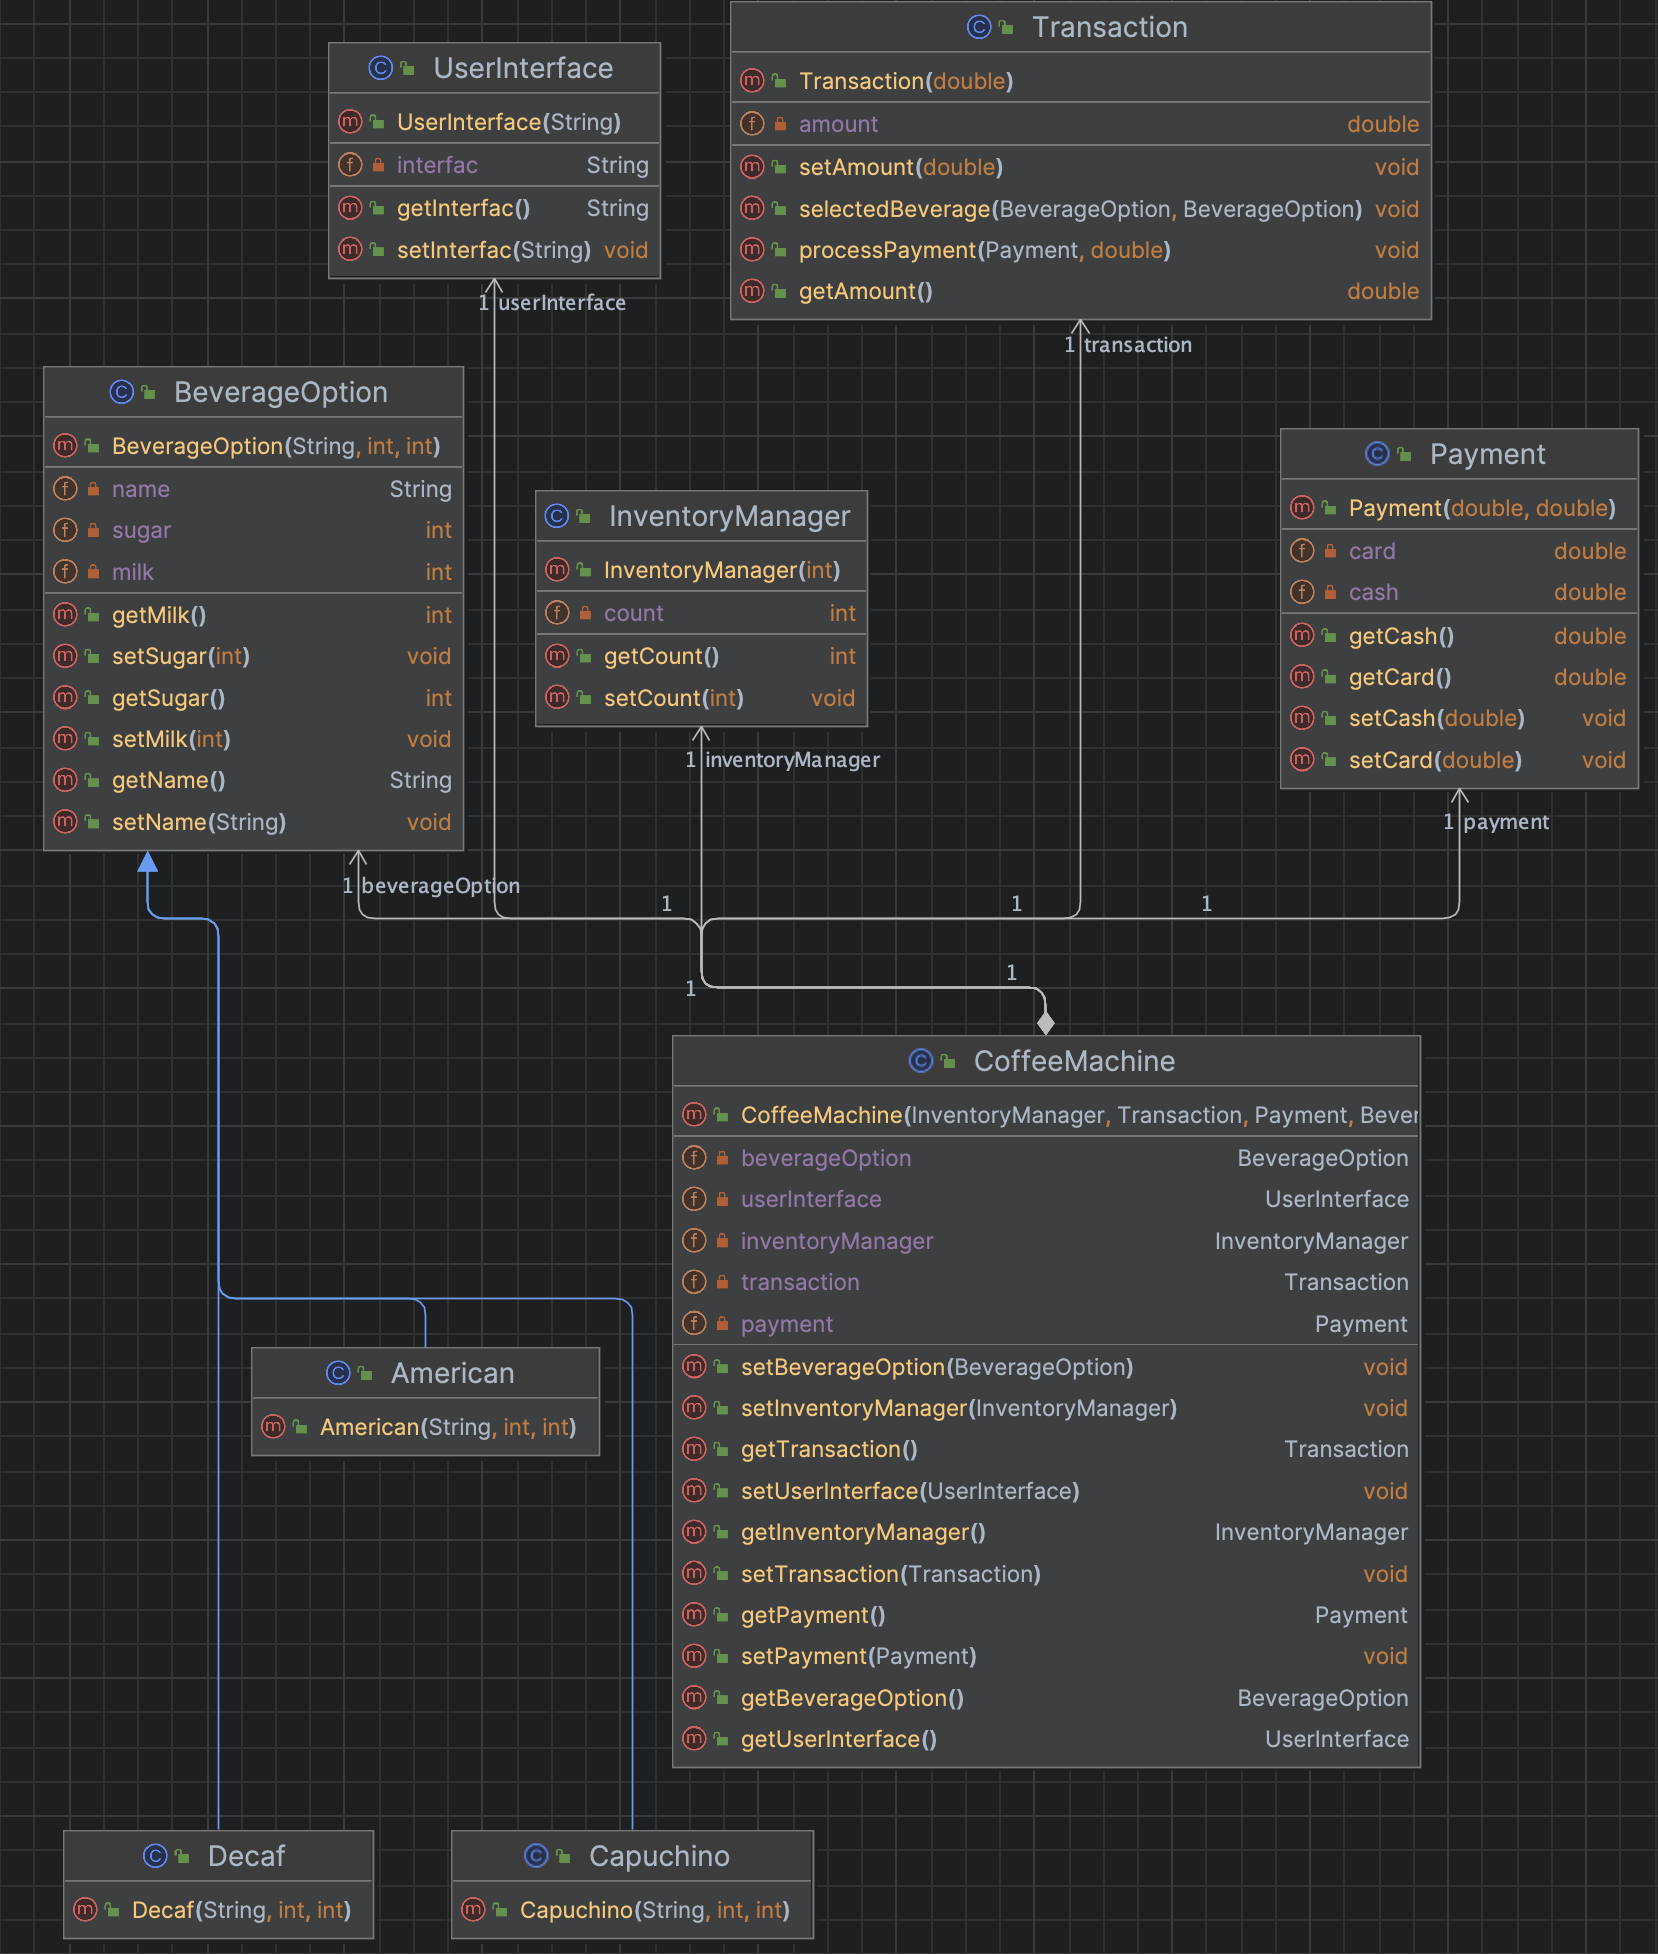 Transaction
Transaction(double)
amount double
setAmount(double) void
selectedBeverage(BeverageOption, BeverageOption) void
processPayment(Payment, double) void
getAmount() double
1 transaction
UserInterface
UserInterface(String)
interfac String
getInterfac() String
setInterfac(String) void
1 userInterface
BeverageOption
BeverageOption(String, int, int)
name String
sugar int
milk int
getMilk() int
setSugar(int) void
getSugar() int
setMilk(int) void
getName() String
setName(String) void
1 beverageOption
InventoryManager
InventoryManager(int)
count int
getCount() int
setCount(int) void
1 inventoryManager
Payment
Payment(double, double)
card double
cash double
getCash() double
getCard() double
setCash(double) void
setCard(double) void
1 payment
1
1
1
1
1
CoffeeMachine
CoffeeMachine(InventoryManager, Transaction, Payment, Bever
beverageOption BeverageOption
userInterface UserInterface
inventoryManager InventoryManager
transaction Transaction
payment Payment
setBeverageOption(BeverageOption) void
setInventoryManager(InventoryManager) void
getTransaction() Transaction
setUserInterface(UserInterface) void
getInventoryManager() InventoryManager
setTransaction(Transaction) void
getPayment() Payment
setPayment(Payment) void
getBeverageOption() BeverageOption
getUserInterface() UserInterface
American
American(String, int, int)
Decaf
Decaf(String, int, int)
Capuchino
Capuchino(String, int, int)